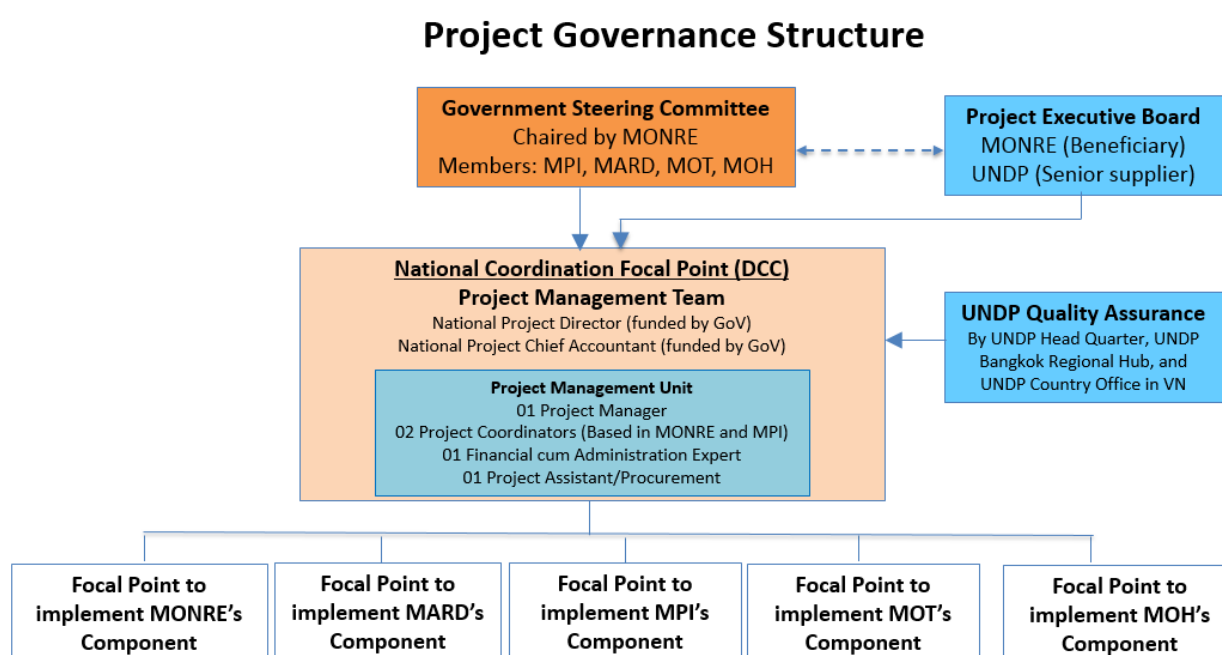 Project Governance Structure
Government Steering Committee
Chaired by MONRE
Members: MPI, MARD, MOT, MOH
Project Executive Board
MONRE (Beneficiary)
UNDP (Senior supplier)
National Coordination Focal Point (DCC)
Project Management Team
National Project Director (funded by GoV)
National Project Chief Accountant (funded by GoV)
Project Management Unit
01 Project Manager
02 Project Coordinators (Based in MONRE and MPI)
01 Financial cum Administration Expert
01 Project Assistant/Procurement
UNDP Quality Assurance
By UNDP Head Quarter, UNDP
Bangkok Regional Hub, and
UNDP Country Office in VN
Focal Point to
implement MONRE's
Component
Focal Point to
implement MARD's
Component
Focal Point to
implement MPI's
Component
Focal Point to
implement MOT's
Component
Focal Point to
implement MOH's
Component